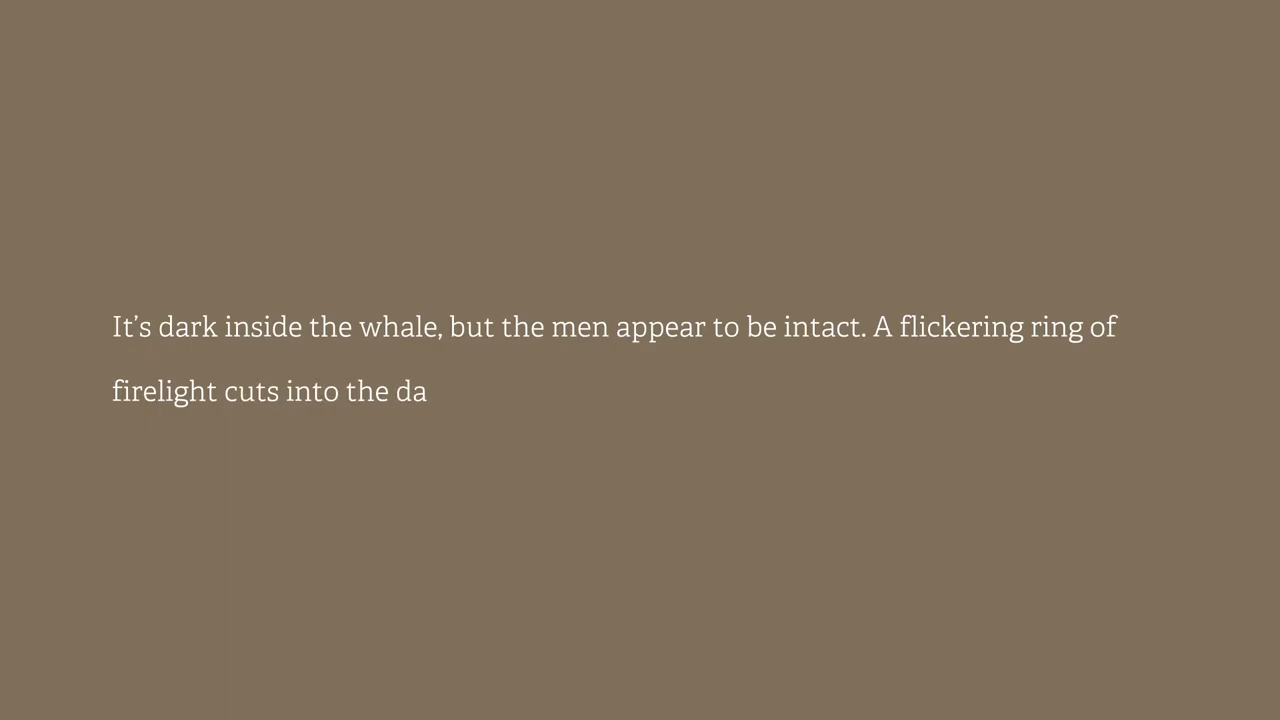 It’s dark inside the whale, but the men appear to be intact. A flickering ring of
firelight cuts into the da